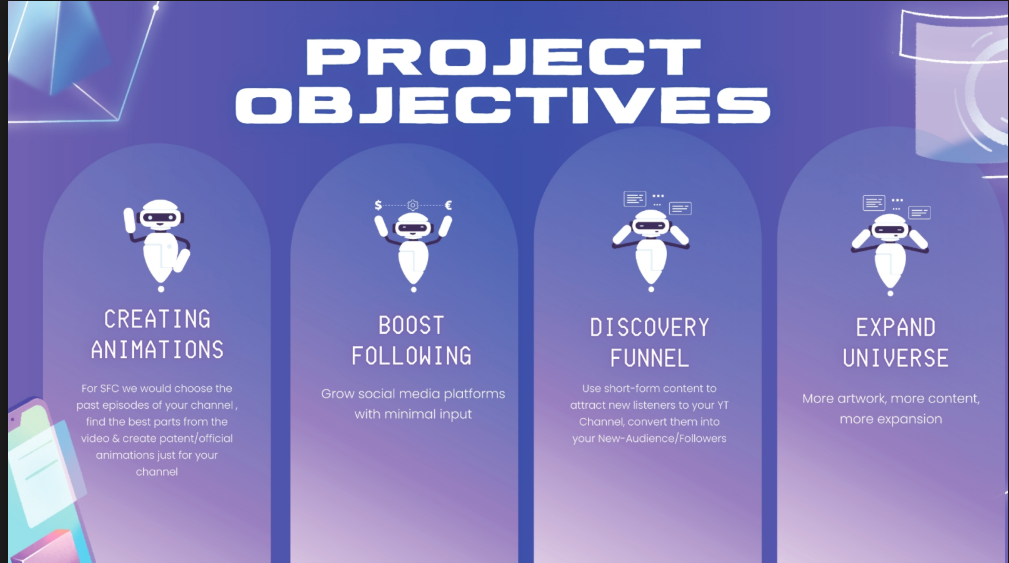 PROJECT
OBJECTIVES
$ €
CREATING
ANIMATIONS
For SFC we would choose the
past episodes of your channel ,
find the best parts from the
video & create patent/official
animations just for your
channel
BOOST
FOLLOWING
Grow social media platforms
with minimal input
DISCOVERY
FUNNEL
Use short-form content to
attract new listeners to your YT
Channel, convert them into
your New-Audience/Followers
EXPAND
UNIVERSE
More artwork, more content,
more expansion